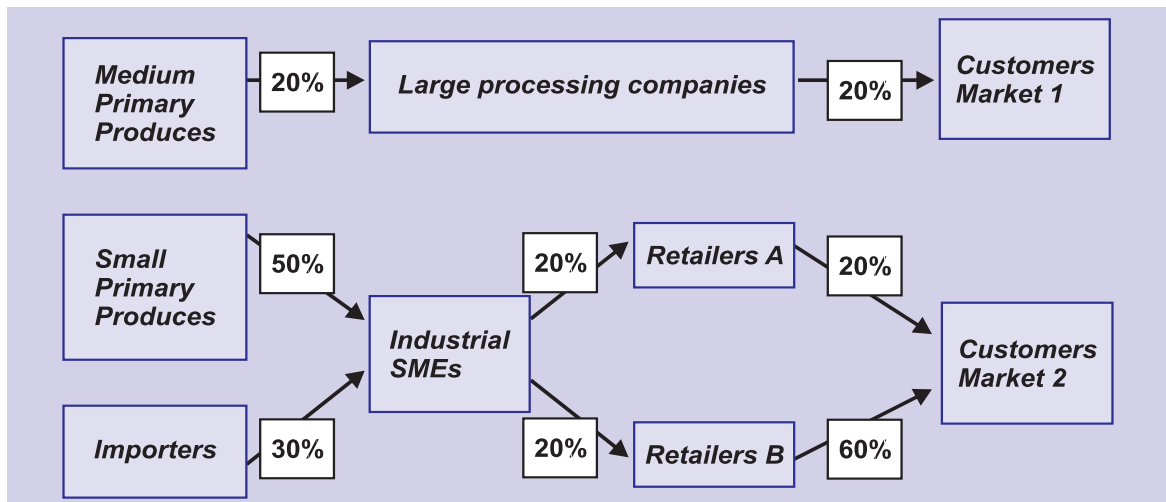 Medium
Primary
Produces
20%
Large processing companies
20%
Customers
Market 1
Small
Primary
Produces
50%
Importers
30%
Industrial
SMEs
20%
Retailers A
20%
20%
Retailers B
60%
Customers
Market 2